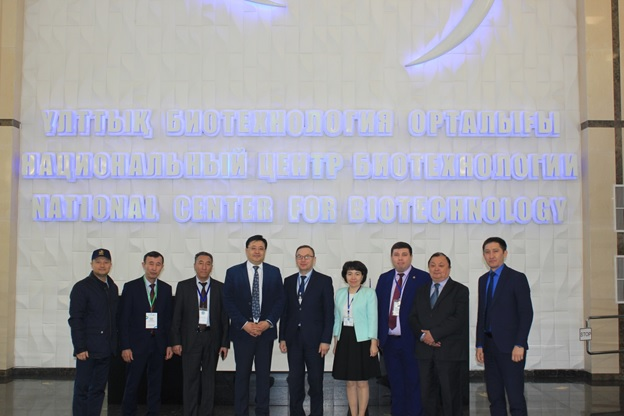 ҰЛТТЫҚ БИОТЕХНОЛОГИЯ ОРТАЛЫҒЫ
НАЦИОНАЛЬНЫЙ ЦЕНТР БИОТЕХНОЛОГИИ
NATIONAL CENTER FOR BIOTECHNOLOGY